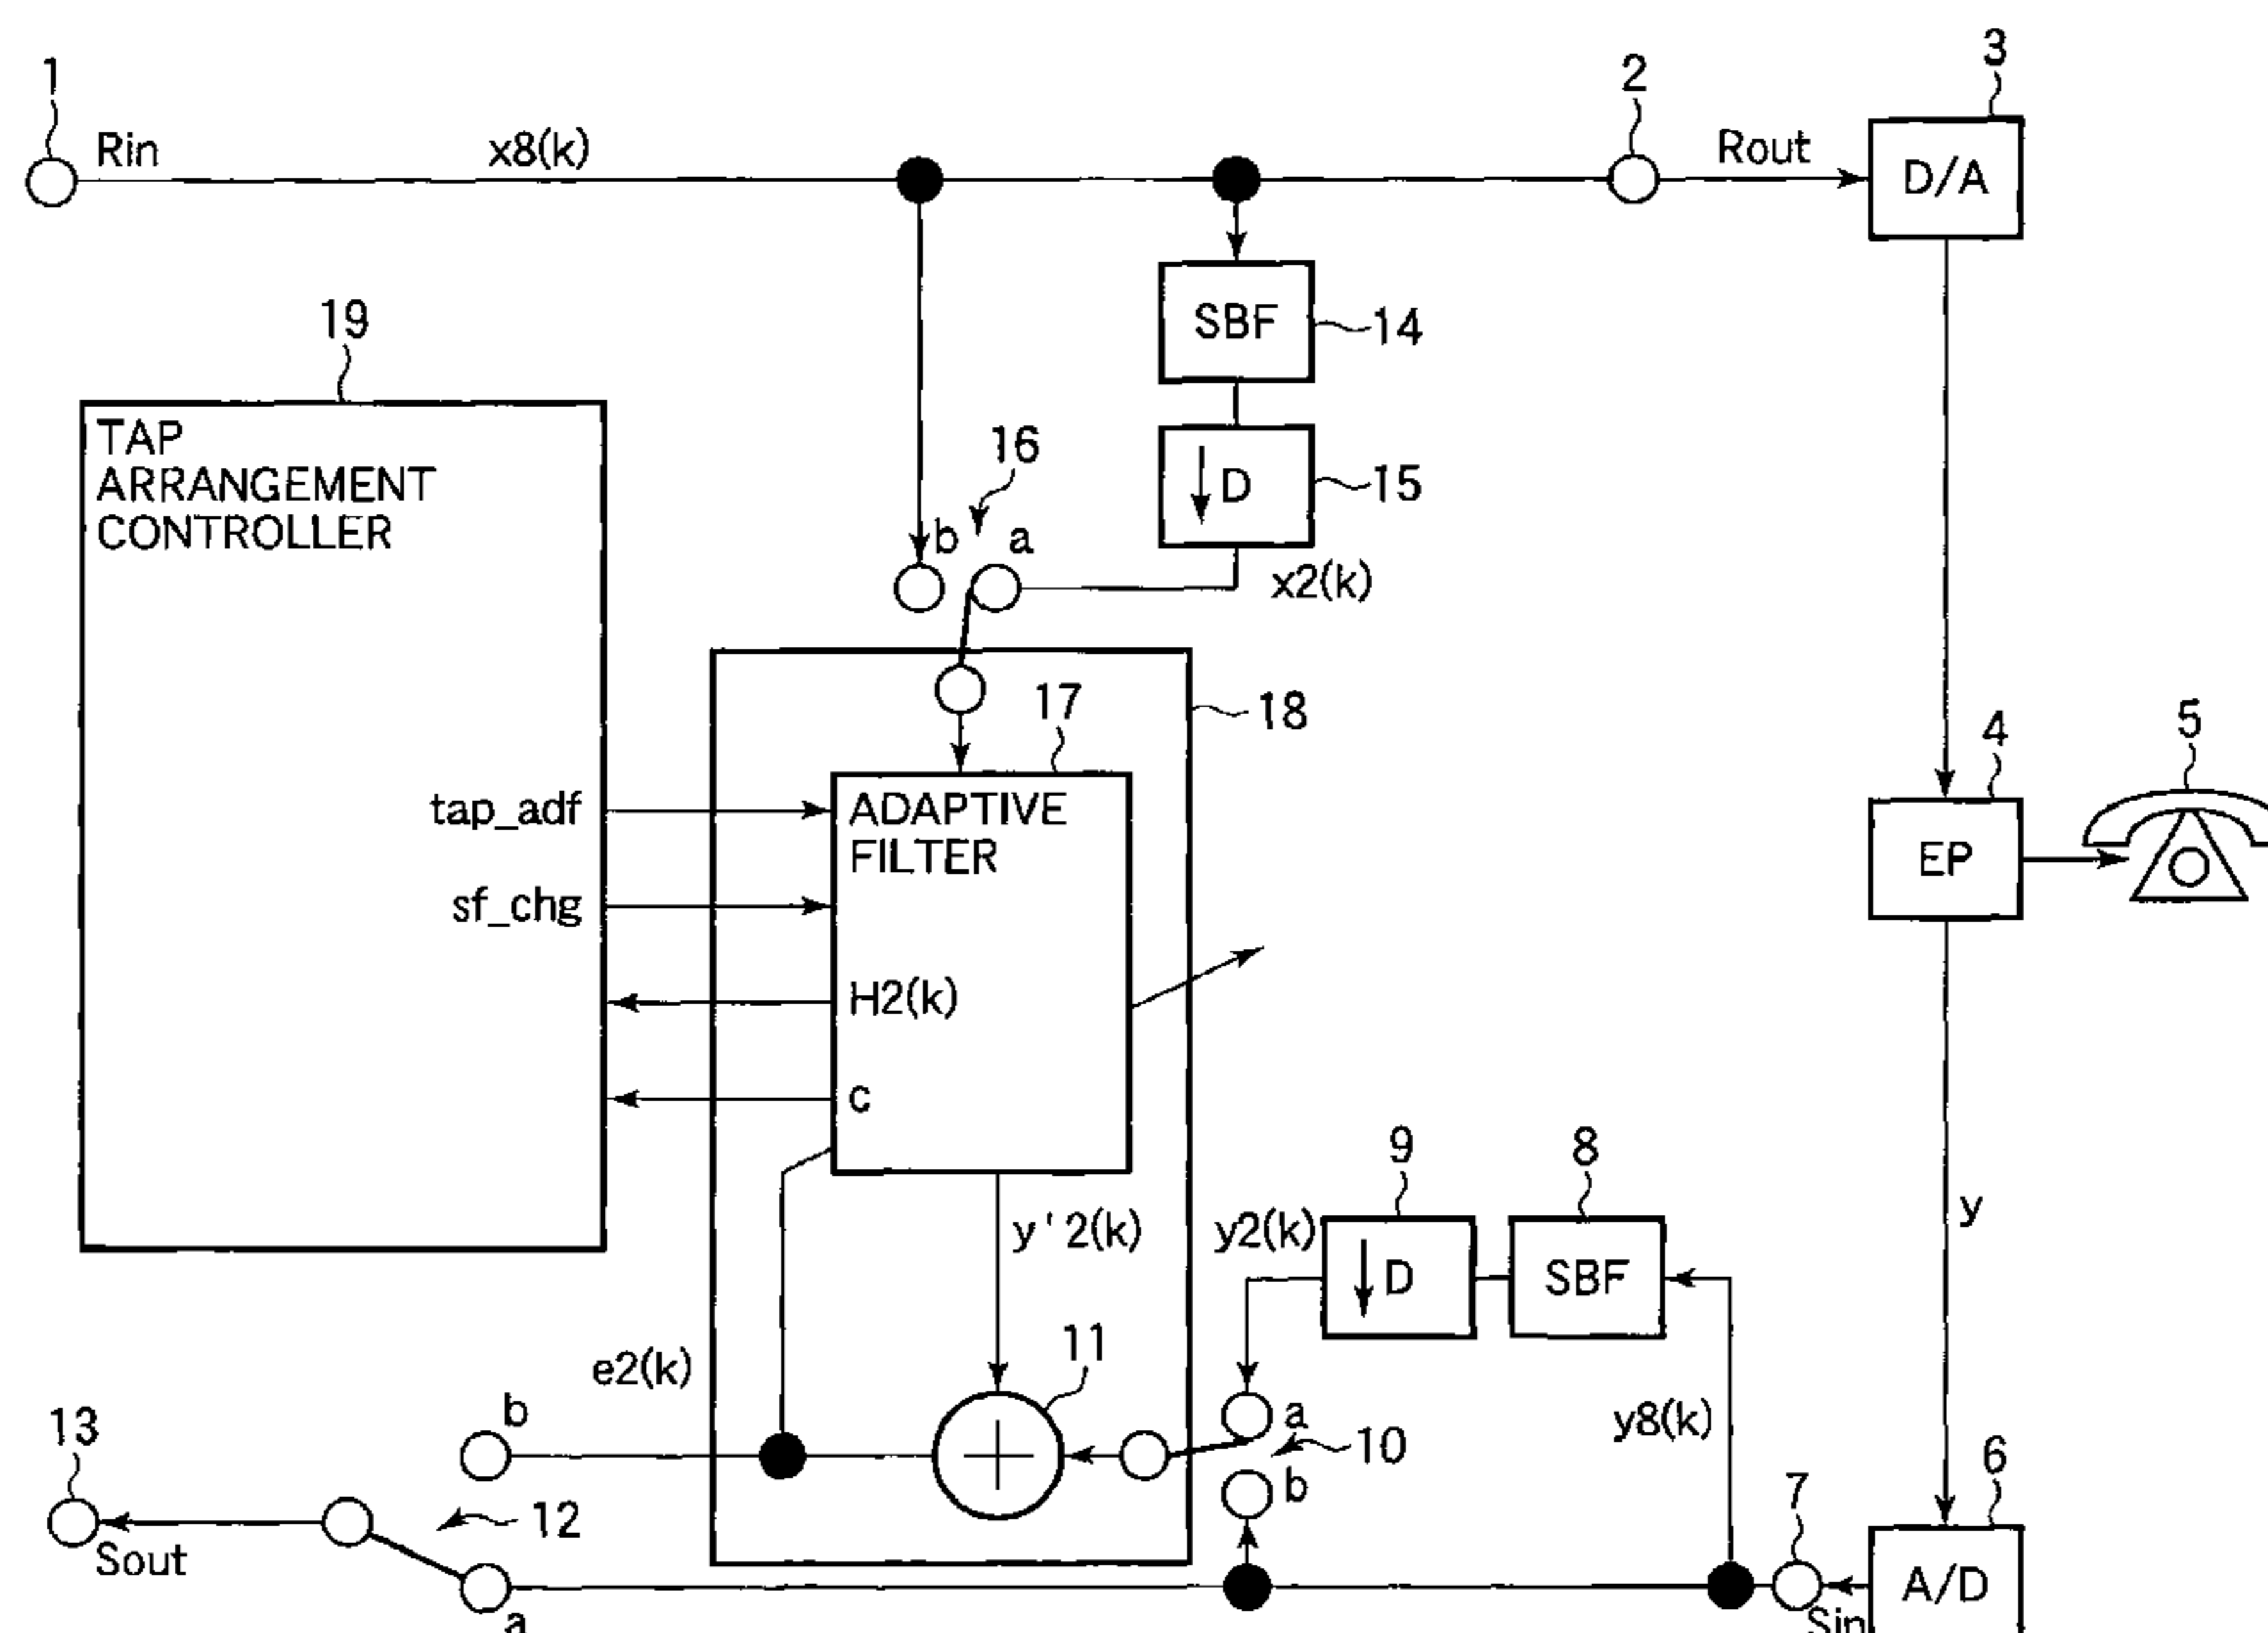 1
2
3
Rin
x8(k)
Rout
D/A
SBF
14
19
TAP
ARRANGEMENT
CONTROLLER
16
D
15
b
a
x2(k)
17
18
5
4
tap_adf
ADAPTIVE
FILTER
EP
sf_chg
H2(k)
c
9
8
y'2(k)
y2(k)
D
SBF
y
11
e2(k)
b
a
y8(k)
13
10
6
b
7
12
Sout
A/D
a
Sin